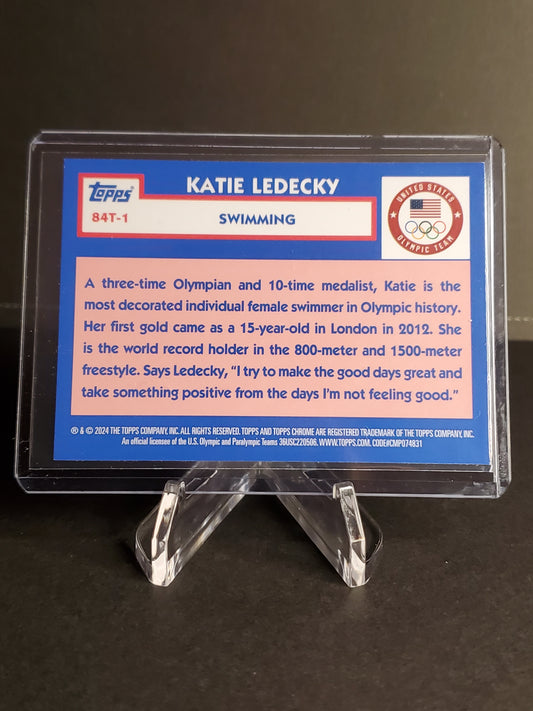 KATIE LEDECKY
Topps
84T-1
SWIMMING
UNITED STATES
OLYMPIC TEAM
A three-time Olympian and 10-time medalist, Katie is the
most decorated individual female swimmer in Olympic history.
Her first gold came as a 15-year-old in London in 2012. She
is the world record holder in the 800-meter and 1500-meter
freestyle. Says Ledecky, “I try to make the good days great and
take something positive from the days I’m not feeling good.”
® & © 2024 THE TOPPS COMPANY, INC. ALL RIGHTS RESERVED. TOPPS AND TOPPS CHROME ARE REGISTERED TRADEMARK OF THE TOPPS COMPANY, INC.
An official licensee of the U.S. Olympic and Paralympic Teams 36USC220506. WWW.TOPPS.COM. CODE#CMP074831